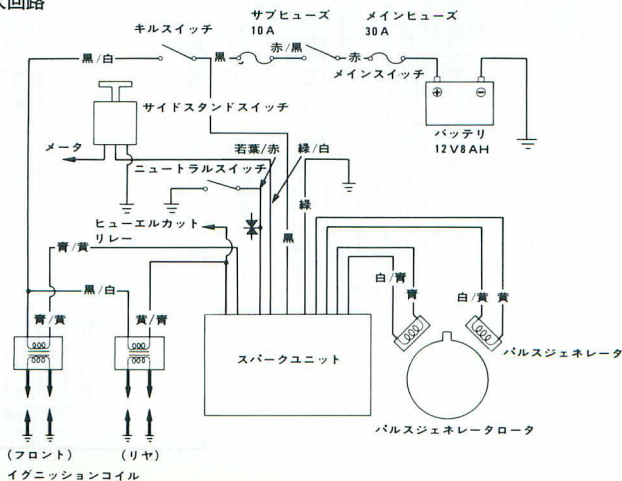 火回路
サブヒューズ
10A
メインヒューズ
30A
キルスイッチ
黒/白
黒
赤/黒
赤
メインスイッチ
サイドスタンドスイッチ
バッテリ
12V8AH
メータ
若葉/赤
緑/白
ニュートラルスイッチ
緑
ヒューエルカット
リレー
黒
青/黄
黒/白
白/青
青
白/黄
黄
青/黄
黄/青
スパークユニット
パルスジェネレータ
パルスジェネレータロータ
(フロント)
(リヤ)
イグニッションコイル